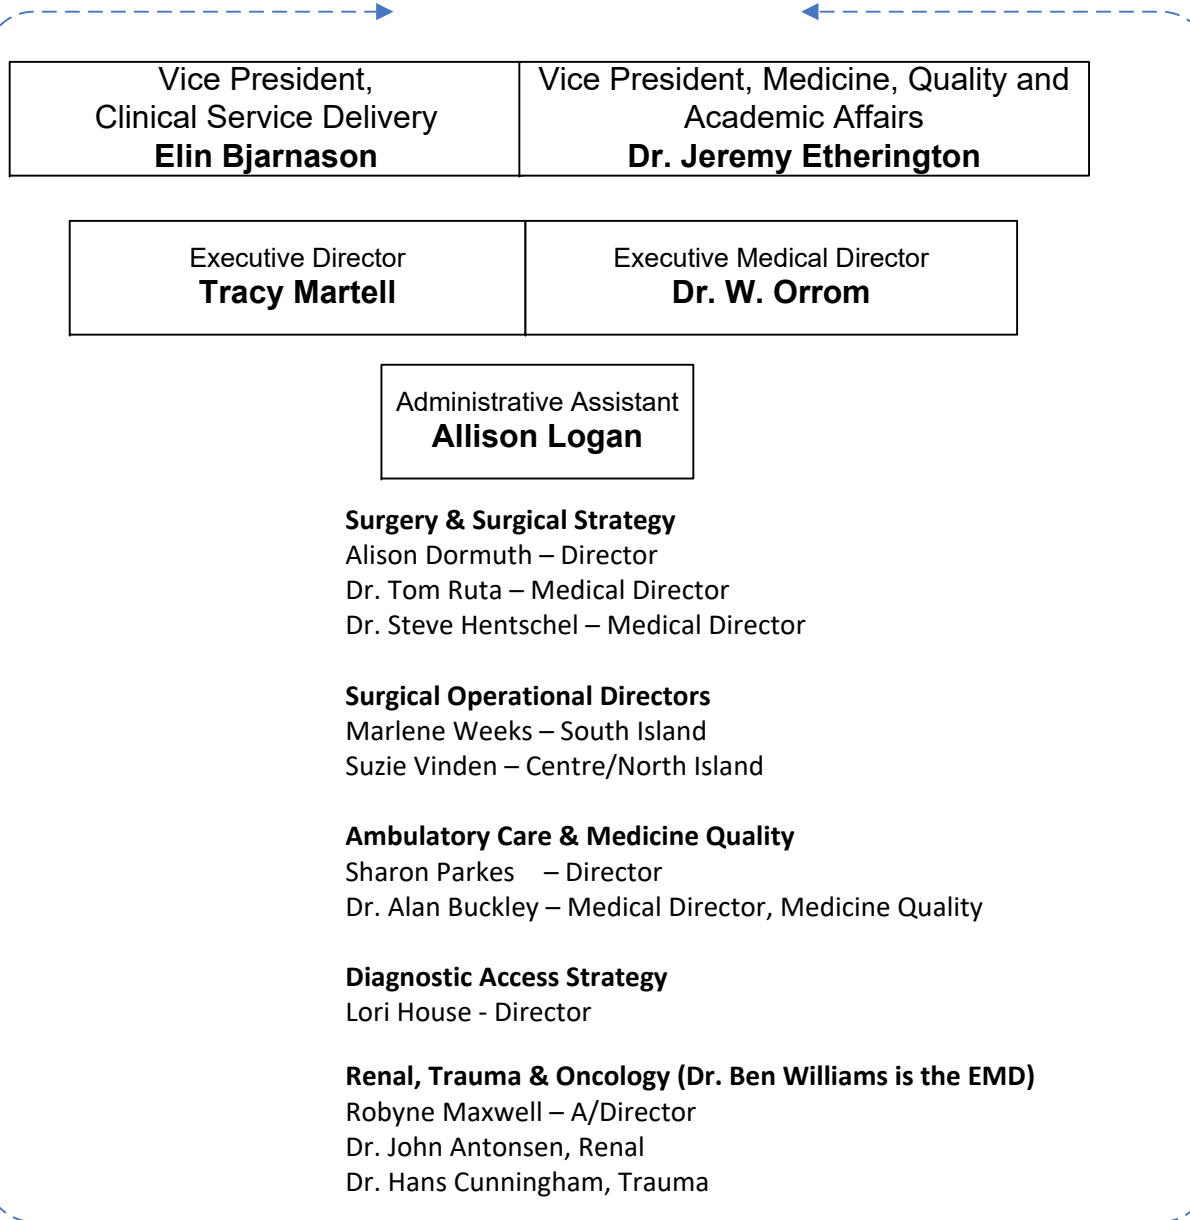 Vice President,
Clinical Service Delivery
Elin Bjarnason
Vice President, Medicine, Quality and
Academic Affairs
Dr. Jeremy Etherington
Executive Director
Tracy Martell
Executive Medical Director
Dr. W. Orrom
Administrative Assistant
Allison Logan
Surgery & Surgical Strategy
Alison Dormuth – Director
Dr. Tom Ruta – Medical Director
Dr. Steve Hentschel – Medical Director
Surgical Operational Directors
Marlene Weeks – South Island
Suzie Vinden – Centre/North Island
Ambulatory Care & Medicine Quality
Sharon Parkes – Director
Dr. Alan Buckley – Medical Director, Medicine Quality
Diagnostic Access Strategy
Lori House - Director
Renal, Trauma & Oncology (Dr. Ben Williams is the EMD)
Robyne Maxwell – A/Director
Dr. John Antonsen, Renal
Dr. Hans Cunningham, Trauma